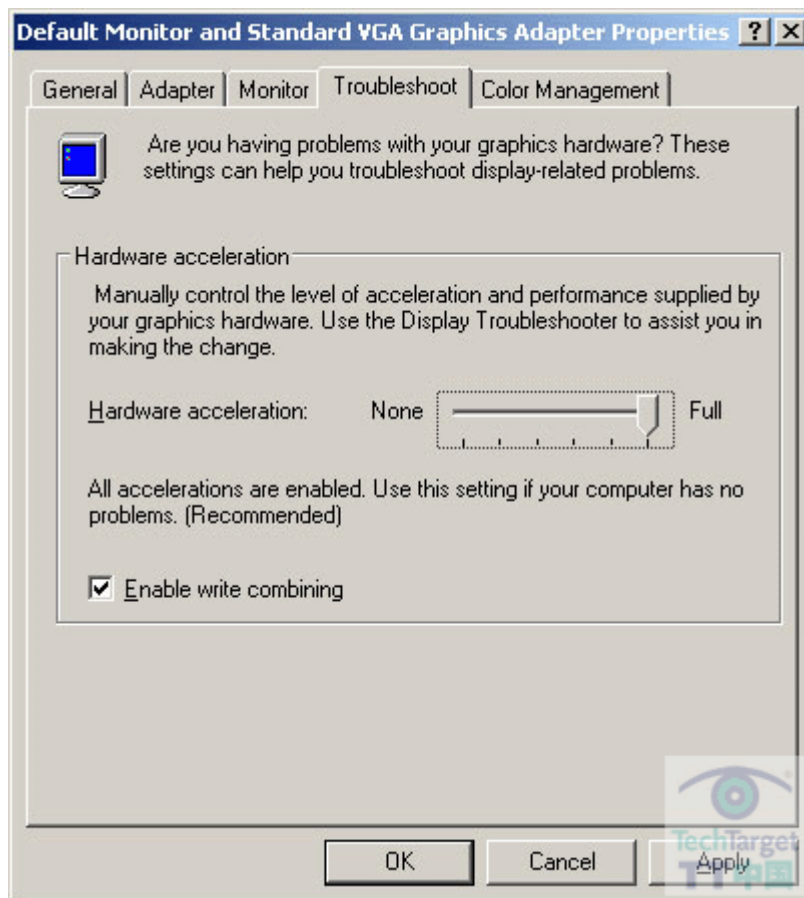 Default Monitor and Standard VGA Graphics Adapter Properties
General Adapter Monitor Troubleshoot Color Management
Are you having problems with your graphics hardware? These
settings can help you troubleshoot display-related problems.
Hardware acceleration
Manually control the level of acceleration and performance supplied by
your graphics hardware. Use the Display Troubleshooter to assist you in
making the change.
Hardware acceleration: None Full
All accelerations are enabled. Use this setting if your computer has no
problems. (Recommended)
Enable write combining
TechTarget
OK Cancel Apply
TT 中国